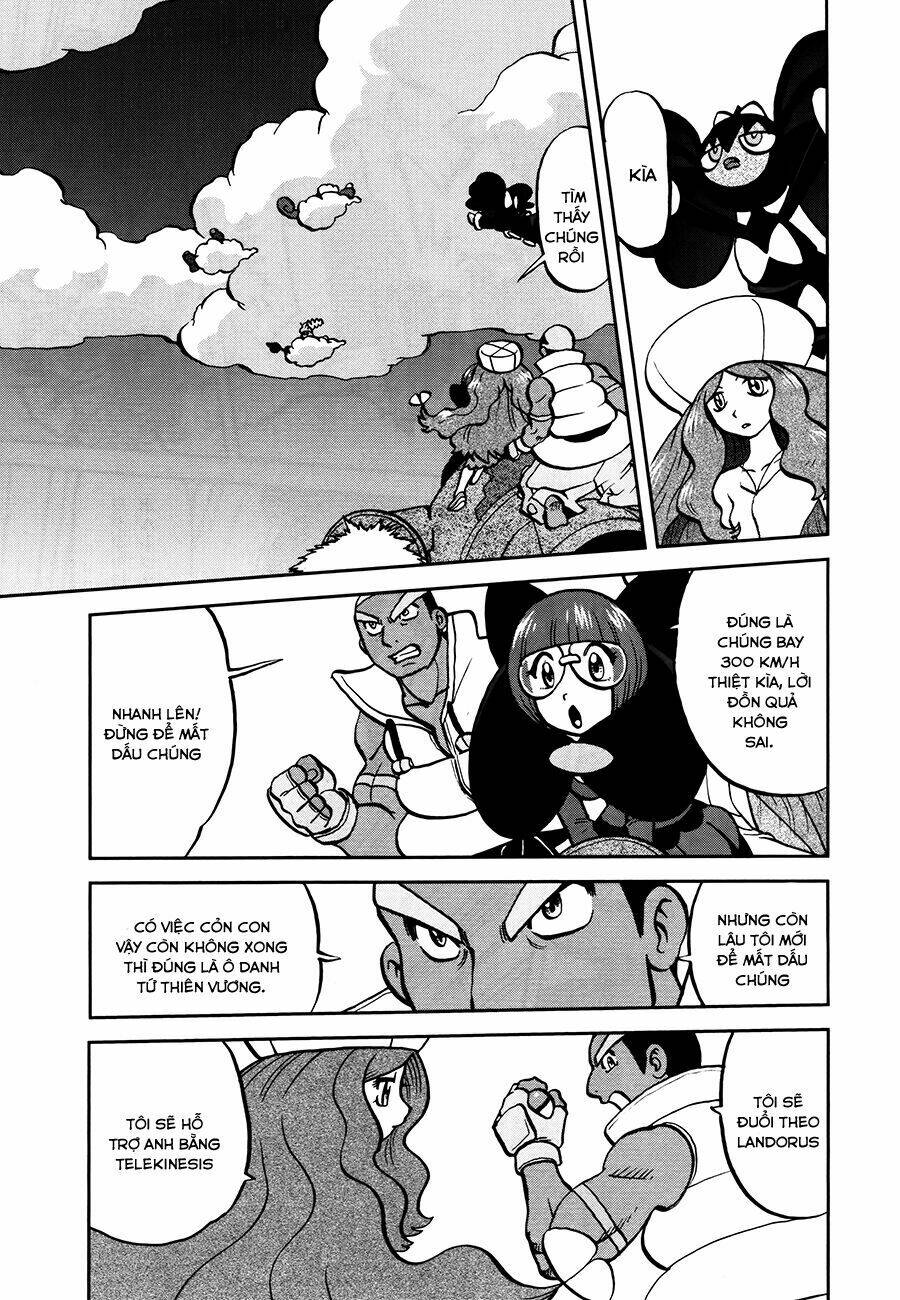 KÌA
TÌM
THẤY
CHÚNG
RỒI
ĐÚNG LÀ
CHÚNG BAY
300 KM/H
THIỆT KÌA, LỜI
ĐỒN QUẢ
KHÔNG
SAI.
NHANH LÊN!
ĐỪNG ĐỂ MẤT
DẤU CHÚNG
NHƯNG CÒN
LÂU TÔI MỚI
ĐỂ MẤT DẤU
CHÚNG
CÓ VIỆC CỎN CON
VẬY CÒN KHÔNG XONG
THÌ ĐÚNG LÀ Ô DANH
TỨ THIÊN VƯƠNG.
TÔI SẼ
ĐUỔI THEO
LANDORUS
TÔI SẼ HỖ
TRỢ ANH BẰNG
TELEKINESIS